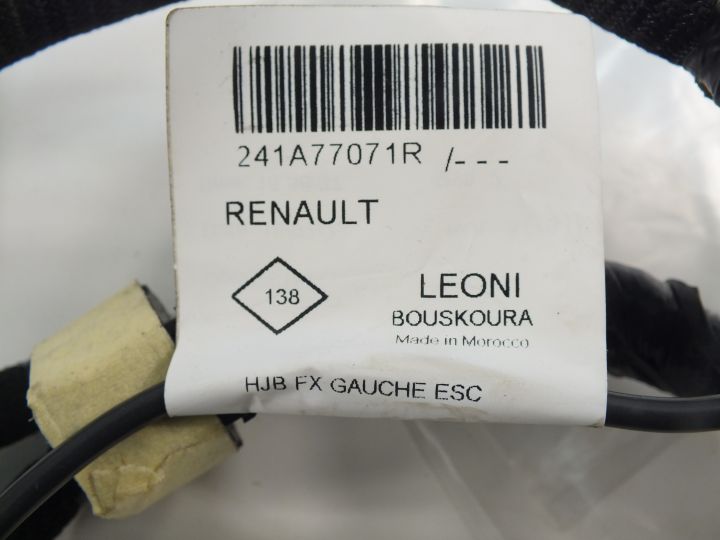 241A77071R /---
RENAULT
138
LEONI
BOUSKOURA
Made in Morocco
HJB FX GAUCHE ESC